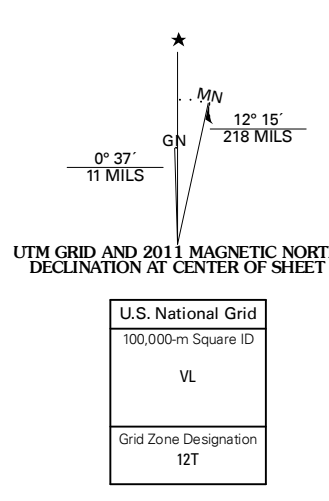 MN
12° 15´
218 MILS
GN
0° 37´
11 MILS
UTM GRID AND 2011 MAGNETIC NORT
DECLINATION AT CENTER OF SHEET
U.S. National Grid
100,000-m Square ID
VL
Grid Zone Designation
12T